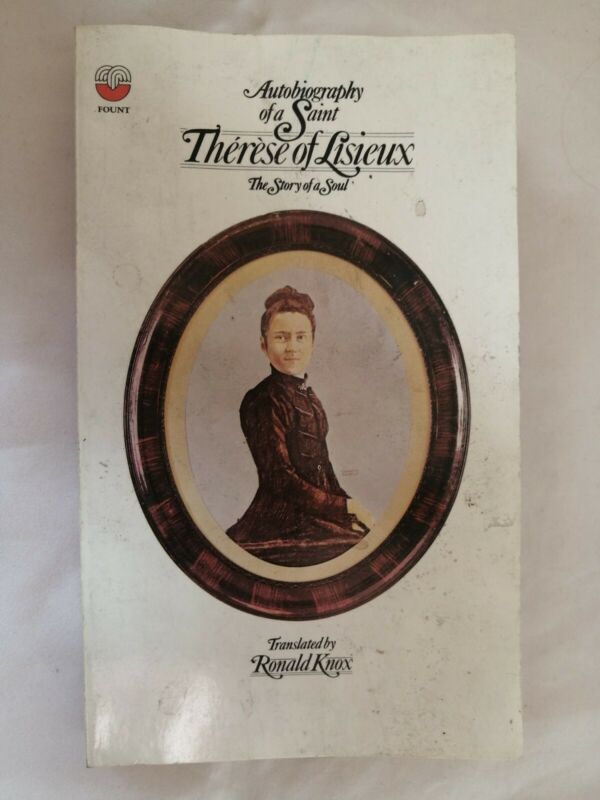 FOUNT
Autobiography
of a Saint
Thérèse of Lisieux
The Story of a Soul
Translated by
Ronald Knox